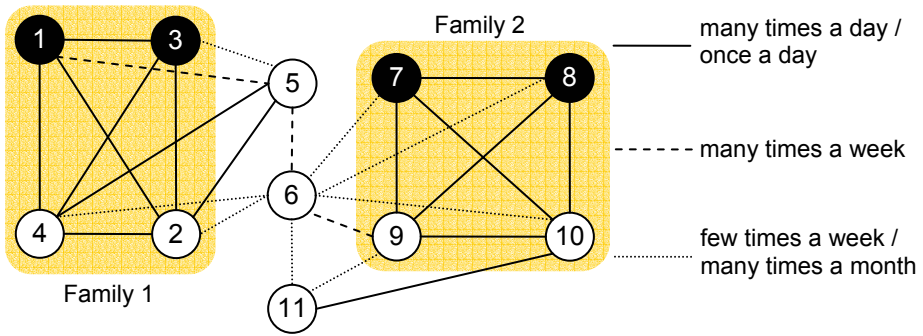 Family 2
many times a day /
once a day
1
3
5
7
8
many times a week
6
4
2
9
10
few times a week /
many times a month
Family 1
11